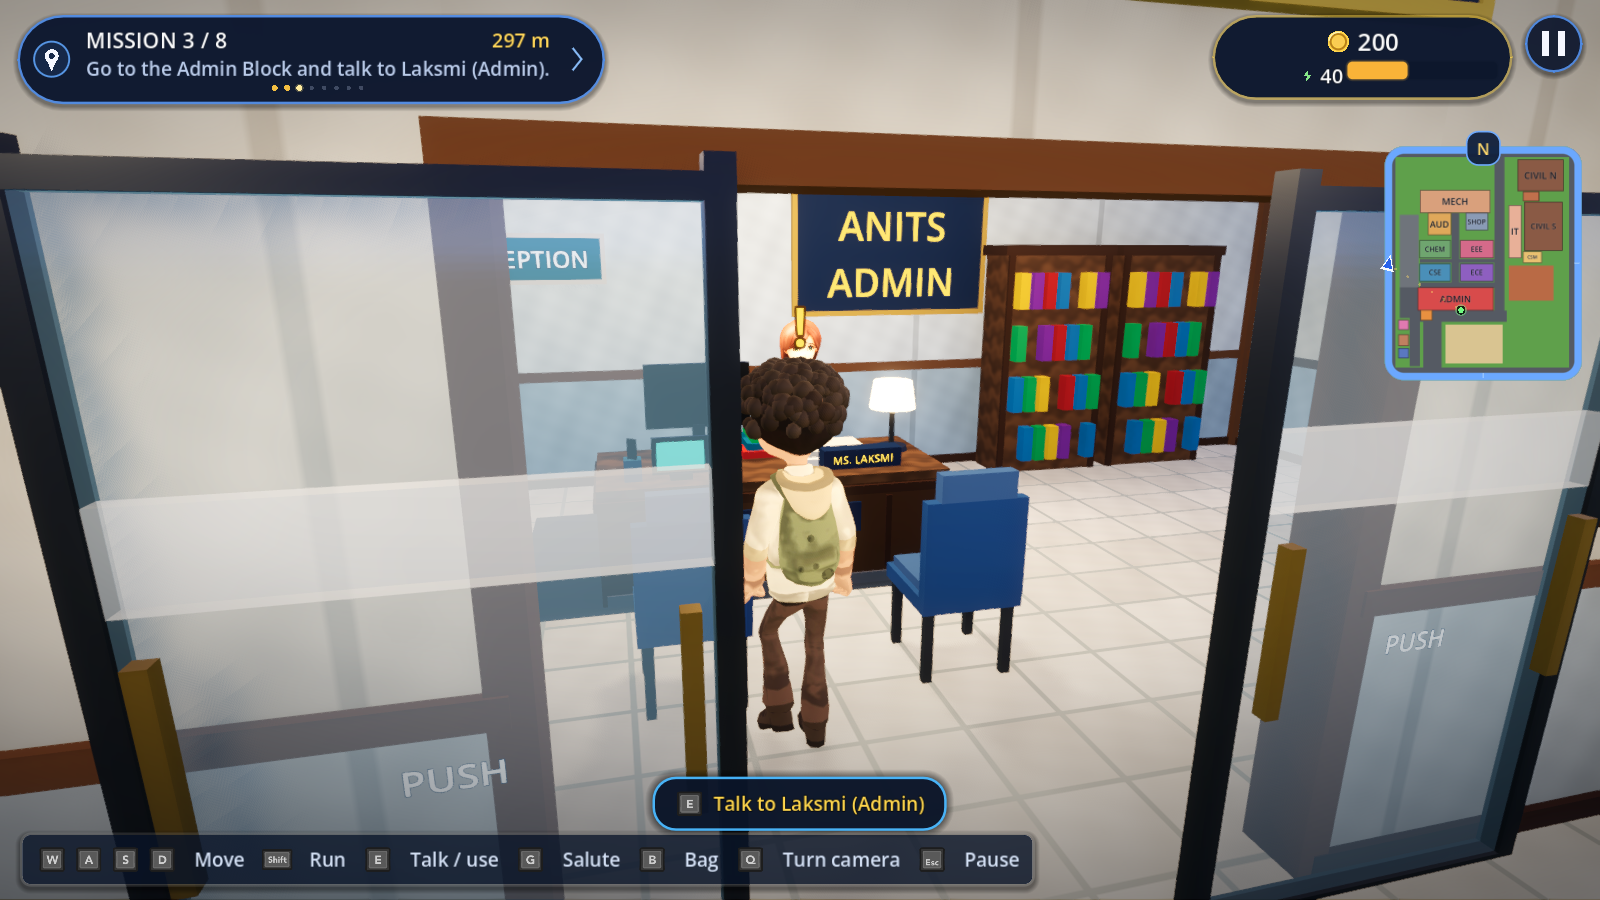 MISSION 3 / 8
297 m
Go to the Admin Block and talk to Laksmi (Admin).
200
40
N
CIVIL N
MECH
AUD
SHOP
IT
CIVIL S
CHEM
EEE
COW
CSE
ECE
ADMIN
EPTION
ANITS
ADMIN
MS. LAKSMI
PUSH
PUSH
E Talk to Laksmi (Admin)
W A S D Move Shift Run E Talk / use G Salute B Bag Q Turn camera Esc Pause